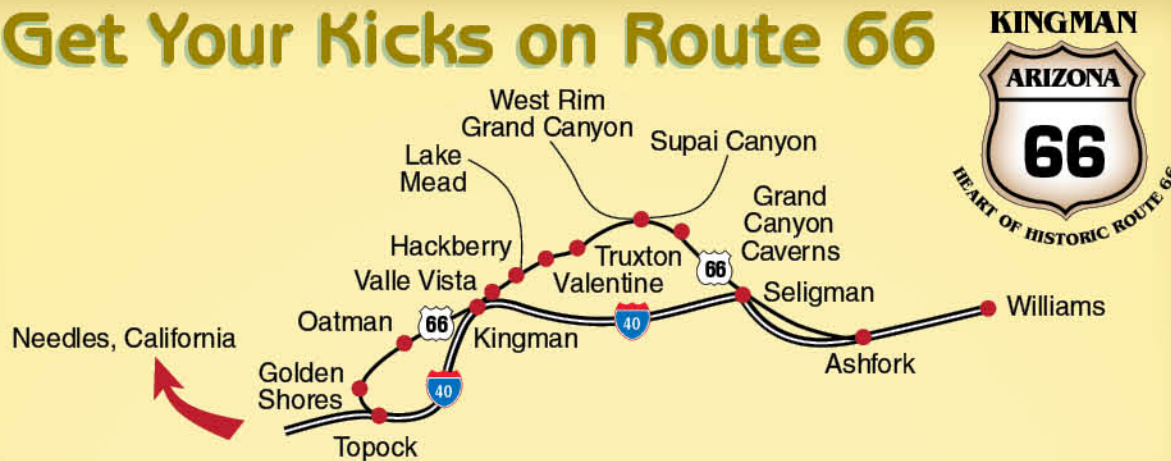 Get Your Kicks on Route 66
KINGMAN
ARIZONA
66
HEART OF HISTORIC ROUTE 66
West Rim
Grand Canyon
Supai Canyon
Lake
Mead
Grand
Canyon
Caverns
Hackberry
Truxton
66
Valle Vista
Valentine
Seligman
Williams
Oatman
66
Kingman
40
Needles, California
Ashfork
Golden
Shores
40
Topock